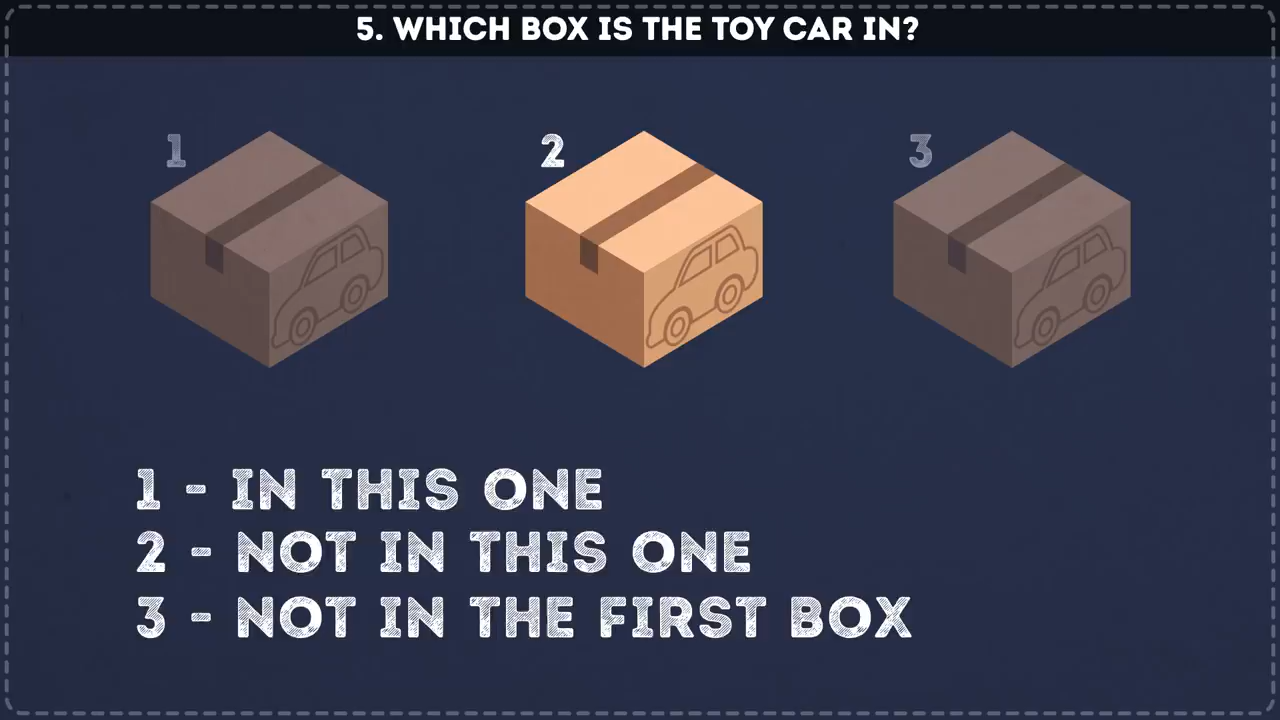 5. WHICH BOX IS THE TOY CAR IN?
1 2 3
1 - IN THIS ONE
2 - NOT IN THIS ONE
3 - NOT IN THE FIRST BOX